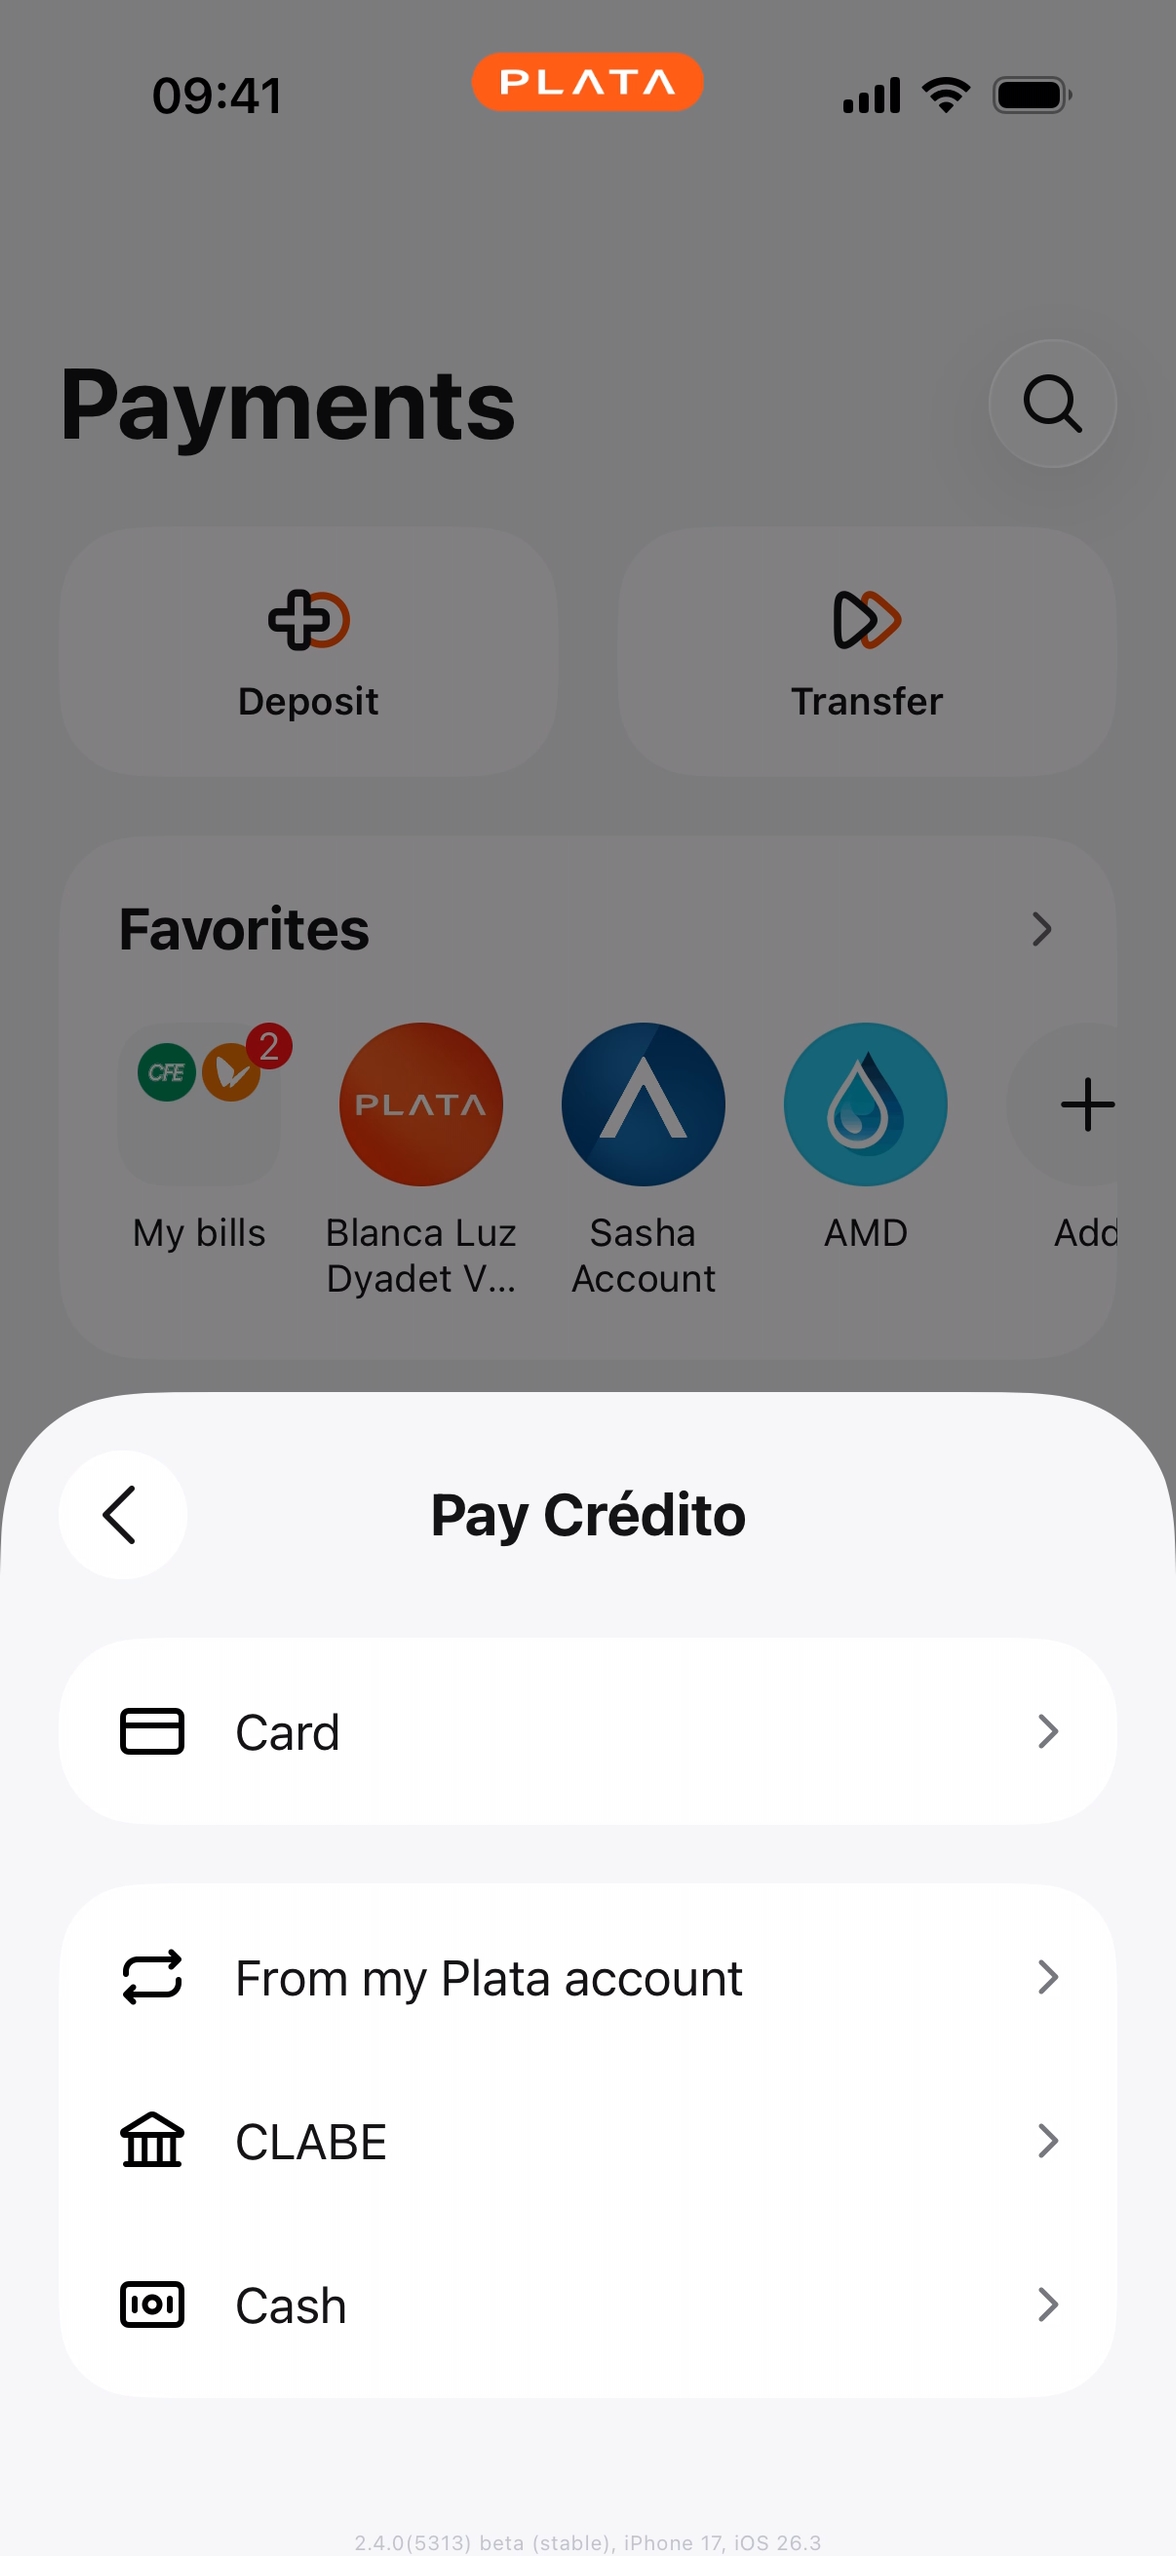 09:41
PLATA
Payments
Deposit
Transfer
Favorites
CFE
2
PLATA
My bills
Blanca Luz
Dyadet V...
Sasha
Account
AMD
Add
Pay Crédito
Card
From my Plata account
CLABE
Cash
2.4.0(5313) beta (stable), iPhone 17, iOS 26.3